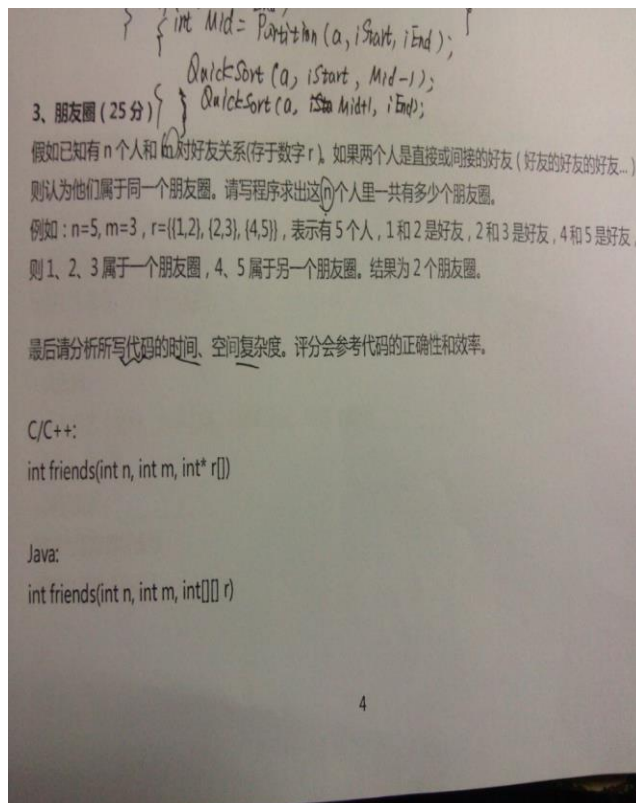 int Mid = Partition(a, iStart, iEnd);
QuickSort(a, iStart, Mid-1);
QuickSort(a, Mid+1, iEnd);
3、朋友圈(25分)
假如已知有n个人和m对好友关系(存于数字r)。如果两个人是直接或间接的好友(好友的好友的好友...)
则认为他们属于同一个朋友圈。请写程序求出这n个人里一共有多少个朋友圈。
例如:n=5, m=3, r={{1,2}, {2,3}, {4,5}},表示有5个人,1和2是好友,2和3是好友,4和5是好友,
则1、2、3属于一个朋友圈,4、5属于另一个朋友圈。结果为2个朋友圈。
最后请分析所写代码的时间、空间复杂度。评分会参考代码的正确性和效率。
C/C++:
int friends(int n, int m, int* r[])
Java:
int friends(int n, int m, int[][] r)
4